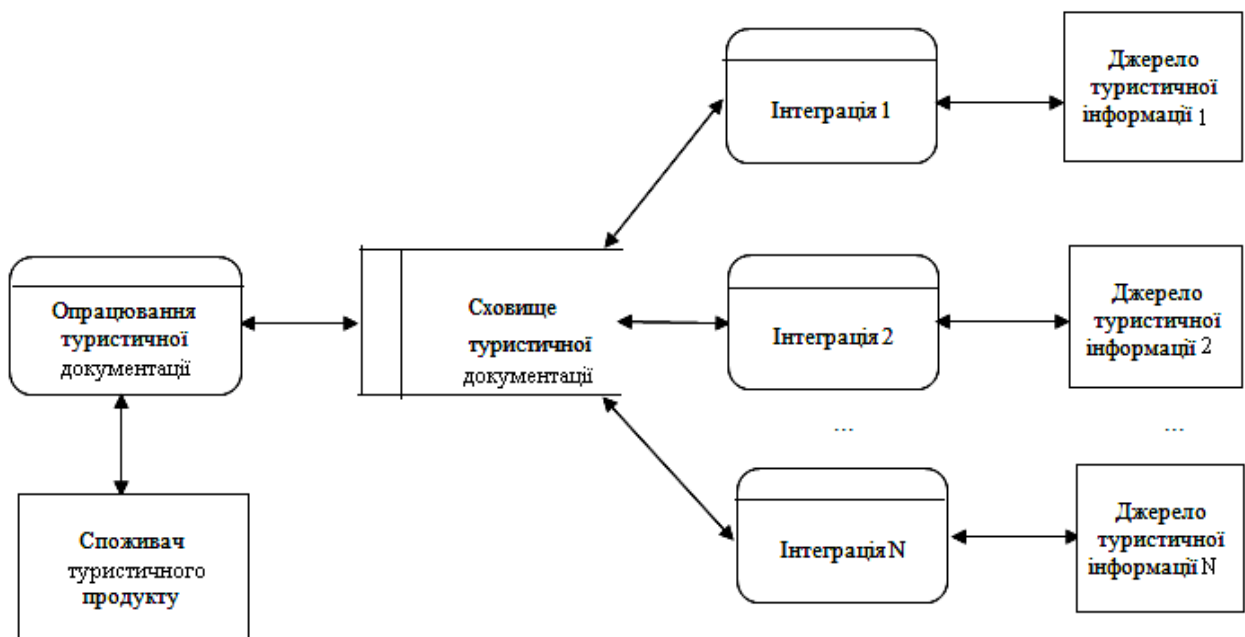 Інтеграція 1
Джерело
туристичної
інформації 1
Опрацювання
туристичної
документації
Сховище
туристичної
документації
Інтеграція 2
Джерело
туристичної
інформації 2
...
...
Споживач
туристичного
продукту
Інтеграція N
Джерело
туристичної
інформації N